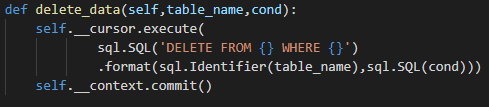 def delete_data(self,table_name,cond):
    self.__cursor.execute(
            sql.SQL('DELETE FROM {} WHERE {}')
            .format(sql.Identifier(table_name),sql.SQL(cond)))
    self.__context.commit()